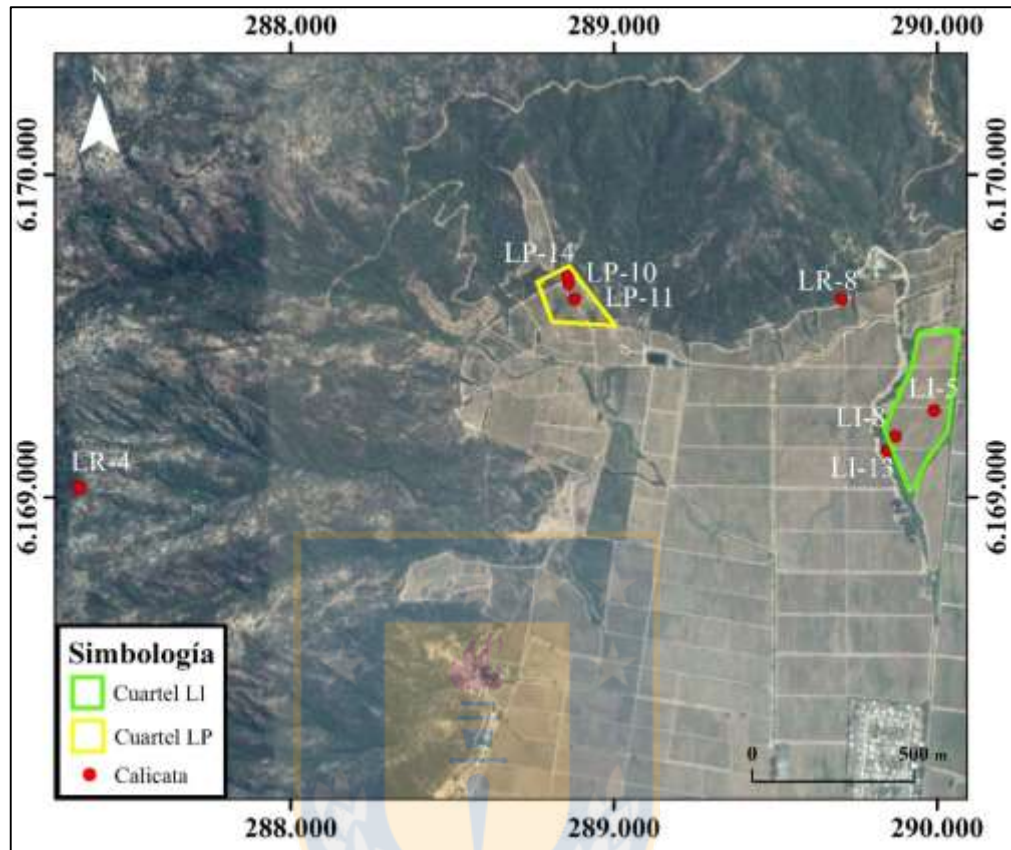 288.000 289.000 290.000
N
6.170.000 6.170.000
LP-14
LP-10
LR-8
LP-11
LI-5
LI-8
LI-13
LR-4
6.169.000 6.169.000
Simbología
Cuartel LI
Cuartel LP
Calicata
0 500 m
288.000 289.000 290.000